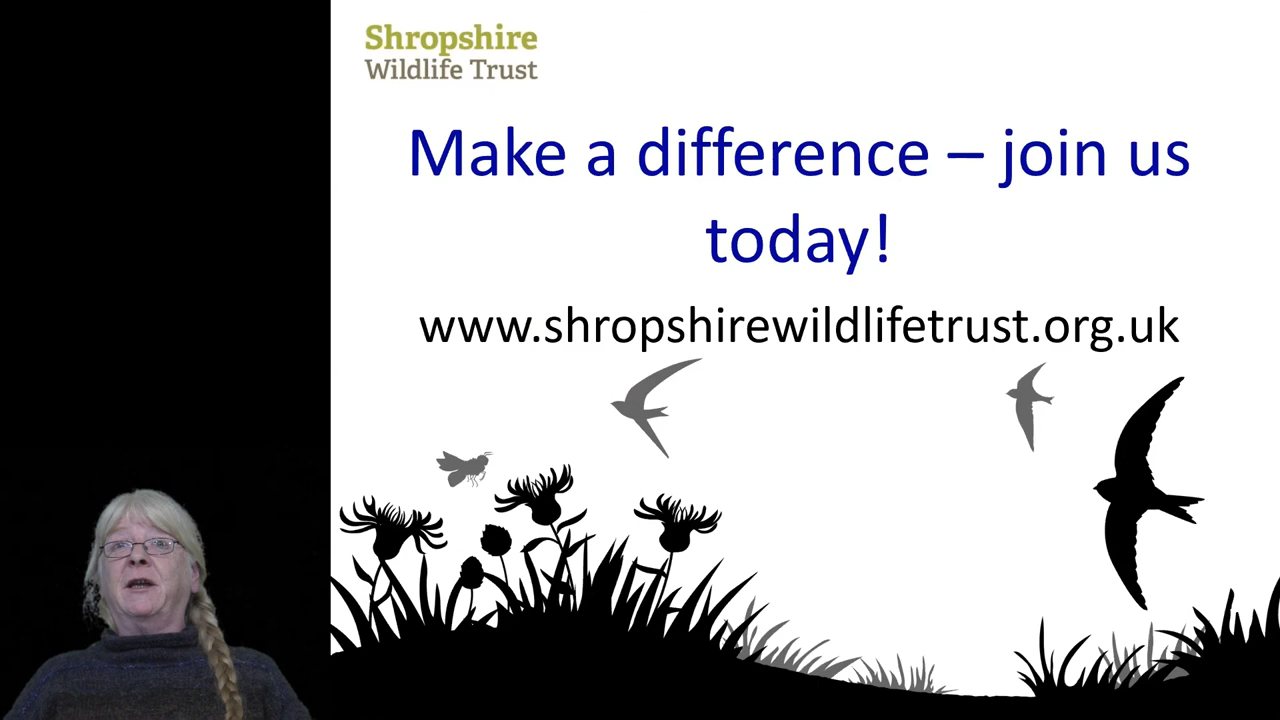 Shropshire
Wildlife Trust
Make a difference – join us
today!
www.shropshirewildlifetrust.org.uk